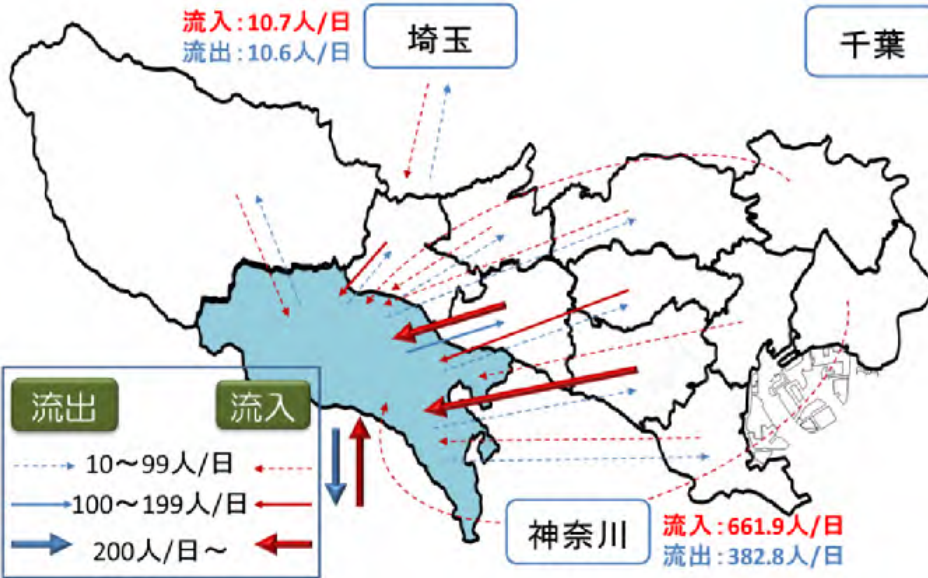 流入：10.7人/日
流出：10.6人/日
埼玉
千葉
流出
流入
10～99人/日
100～199人/日
200人/日～
神奈川
流入：661.9人/日
流出：382.8人/日